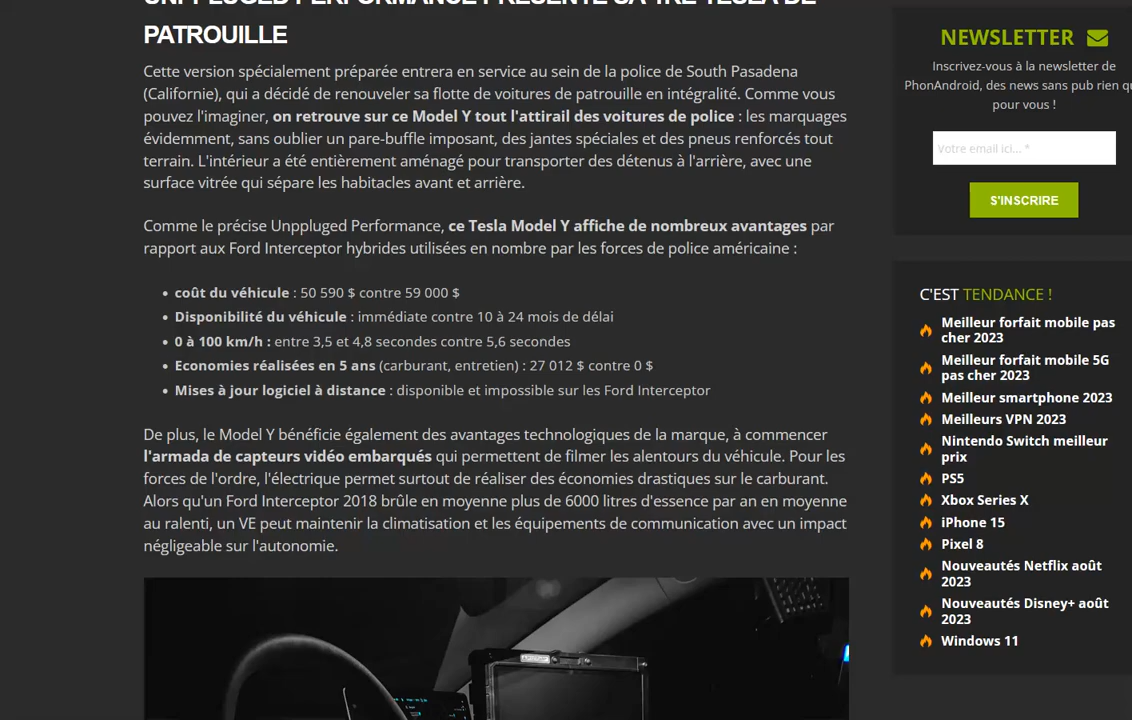 UNPPLUGED PERFORMANCE PRÉSENTE SA 1RE TESLA DE
PATROUILLE
Cette version spécialement préparée entrera en service au sein de la police de South Pasadena
(Californie), qui a décidé de renouveler sa flotte de voitures de patrouille en intégralité. Comme vous
pouvez l'imaginer, on retrouve sur ce Model Y tout l'attirail des voitures de police : les marquages
évidemment, sans oublier un pare-buffle imposant, des jantes spéciales et des pneus renforcés tout
terrain. L'intérieur a été entièrement aménagé pour transporter des détenus à l'arrière, avec une
surface vitrée qui sépare les habitacles avant et arrière.
Comme le précise Unppluged Performance, ce Tesla Model Y affiche de nombreux avantages par
rapport aux Ford Interceptor hybrides utilisées en nombre par les forces de police américaine :
• coût du véhicule : 50 590 $ contre 59 000 $
• Disponibilité du véhicule : immédiate contre 10 à 24 mois de délai
• 0 à 100 km/h : entre 3,5 et 4,8 secondes contre 5,6 secondes
• Economies réalisées en 5 ans (carburant, entretien) : 27 012 $ contre 0 $
• Mises à jour logiciel à distance : disponible et impossible sur les Ford Interceptor
De plus, le Model Y bénéficie également des avantages technologiques de la marque, à commencer
l'armada de capteurs vidéo embarqués qui permettent de filmer les alentours du véhicule. Pour les
forces de l'ordre, l'électrique permet surtout de réaliser des économies drastiques sur le carburant.
Alors qu'un Ford Interceptor 2018 brûle en moyenne plus de 6000 litres d'essence par an en moyenne
au ralenti, un VE peut maintenir la climatisation et les équipements de communication avec un impact
négligeable sur l'autonomie.
NEWSLETTER
Inscrivez-vous à la newsletter de
PhonAndroid, des news sans pub rien qu
pour vous !
Votre email ici... *
S'INSCRIRE
C'EST TENDANCE !
Meilleur forfait mobile pas
cher 2023
Meilleur forfait mobile 5G
pas cher 2023
Meilleur smartphone 2023
Meilleurs VPN 2023
Nintendo Switch meilleur
prix
PS5
Xbox Series X
iPhone 15
Pixel 8
Nouveautés Netflix août
2023
Nouveautés Disney+ août
2023
Windows 11